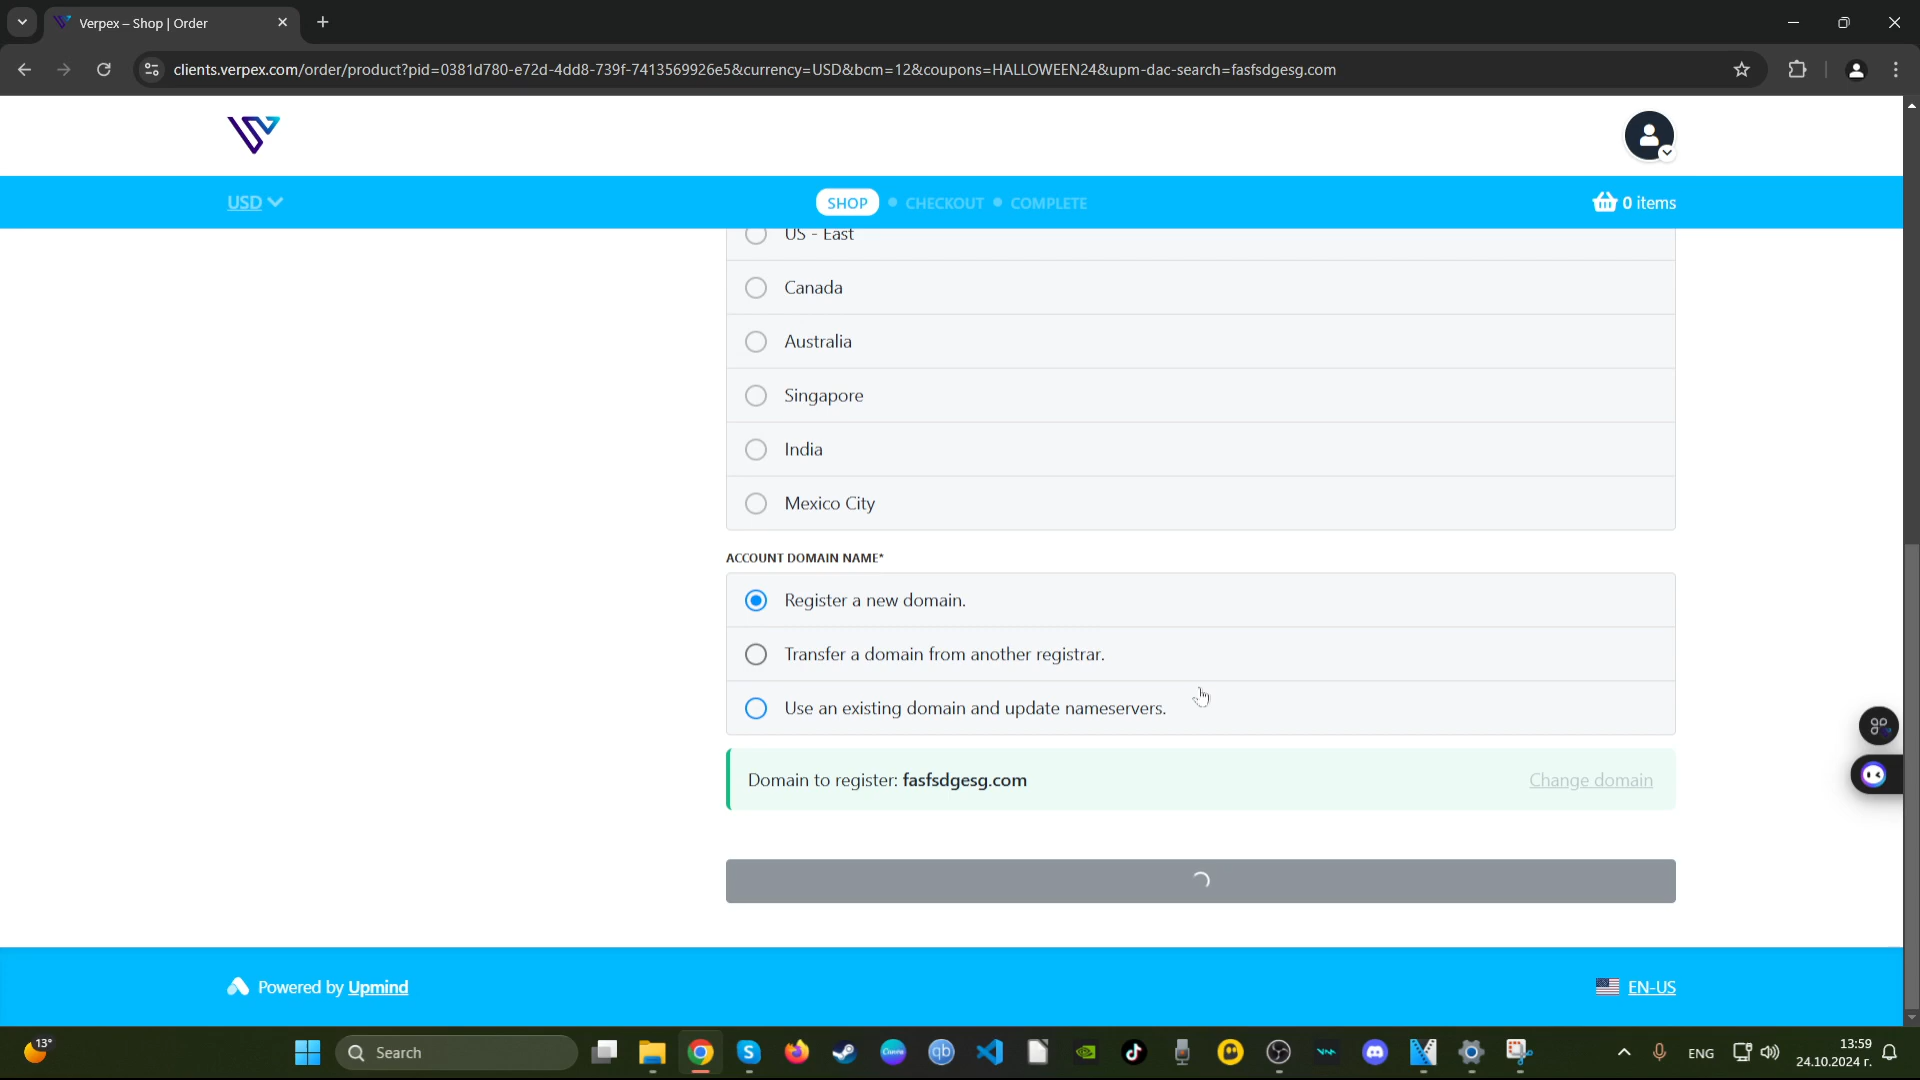 Verpex – Shop | Order
clients.verpex.com/order/product?pid=0381d780-e72d-4dd8-739f-7413569926e5&currency=USD&bcm=12&coupons=HALLOWEEN24&upm-dac-search=fasfsdgesg.com
USD
SHOP
CHECKOUT
COMPLETE
0 items
US - East
Canada
Australia
Singapore
India
Mexico City
ACCOUNT DOMAIN NAME*
Register a new domain.
Transfer a domain from another registrar.
Use an existing domain and update nameservers.
Domain to register: fasfsdgesg.com
Change domain
Powered by Upmind
EN-US
13°
Search
Canva
qb
ENG
13:59
24.10.2024 г.